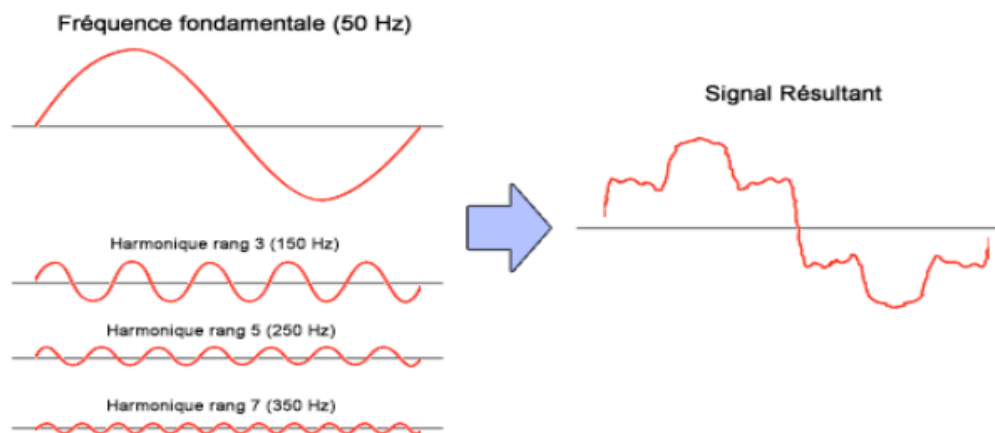 Fréquence fondamentale (50 Hz)
Signal Résultant
Harmonique rang 3 (150 Hz)
Harmonique rang 5 (250 Hz)
Harmonique rang 7 (350 Hz)